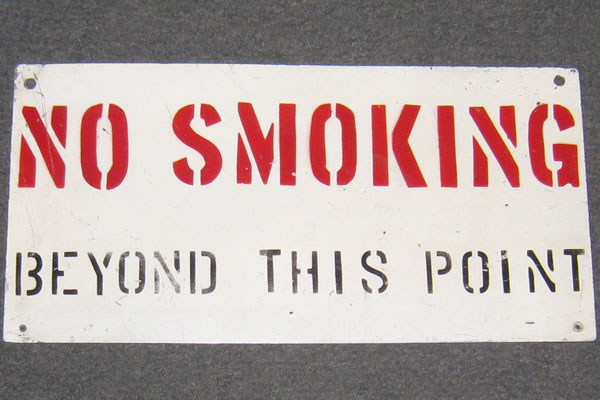 NO SMOKING
BEYOND THIS POINT